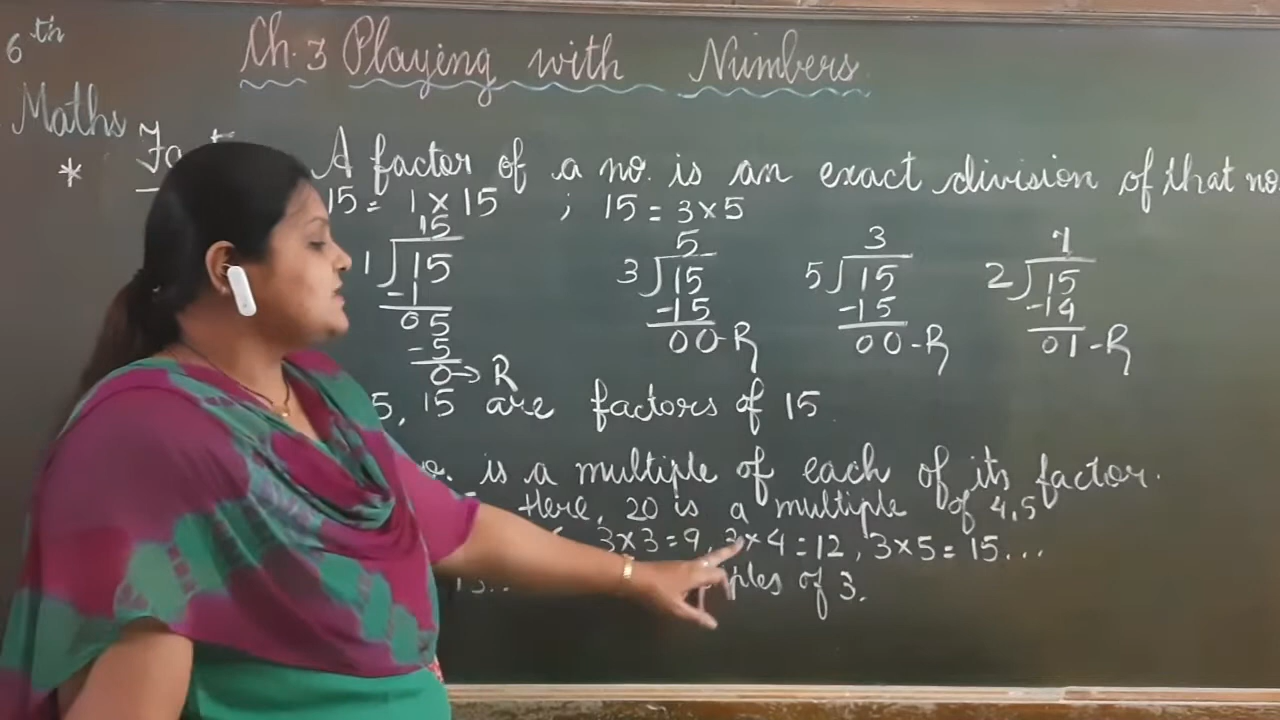 6th
Maths
Ch. 3 Playing with Numbers
* A factor of a no. is an exact division of that no.
15 = 1 × 15 ; 15 = 3×5
15
1 15
-1
05
-5
0→ R
5
3 15
-15
00-R
3
5 15
-15
00-R
7
2 15
-14
01-R
5, 15 are factors of 15
is a multiple of each of its factor.
Here, 20 is a multiple of 4,5
3×3=9, 3×4=12, 3×5=15...
15... of 3.